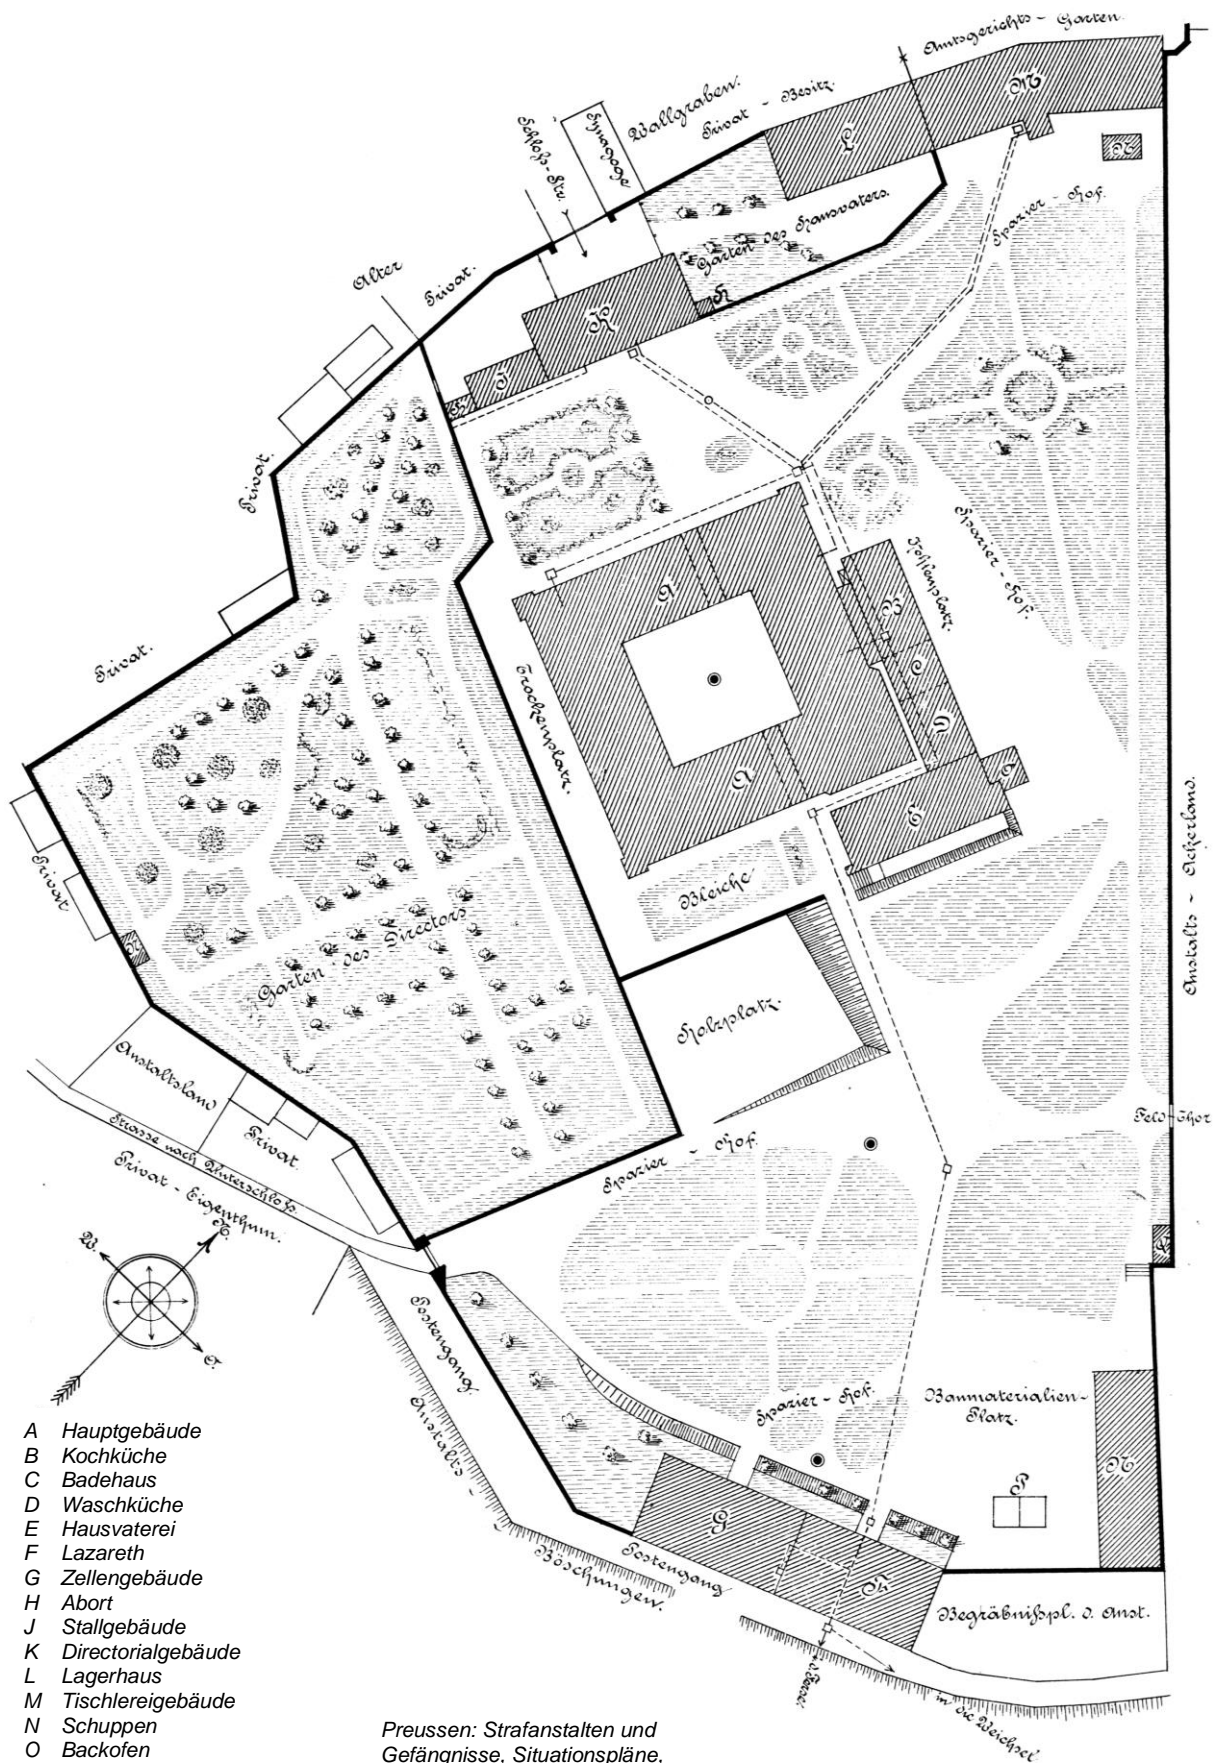 Amtsgerichts - Garten.
Wallgraben.
Privat - Besitz.
Synagoge
Schloß-Str.
M
L
N
Spazier - Hof.
Garten des Hausvaters.
Alter
Privat.
K
H
J
H
Privat.
Spazier - Hof.
Kohlenplatz.
A
B
C
D
Privat.
Trockenplatz.
A
O
E
Anstalts - Ackerland.
Privat
Bleiche
N
Garten des Directors
Holzplatz.
Anstaltsland
Privat.
Strasse nach Unterschloß.
Privat - Eigenthum.
Feld-Thor
Spazier - Hof.
N.
W.
O.
H
Postengang
Anstalts -
Böschungen.
Spazier - Hof.
Baumaterialien-
Platz.
N
P
G
F
Postengang
Begräbnißpl. d. Anst.
in die Weichsel
A Hauptgebäude
B Kochküche
C Badehaus
D Waschküche
E Hausvaterei
F Lazareth
G Zellengebäude
H Abort
J Stallgebäude
K Directorialgebäude
L Lagerhaus
M Tischlereigebäude
N Schuppen
O Backofen
Preussen: Strafanstalten und
Gefängnisse, Situationspläne,